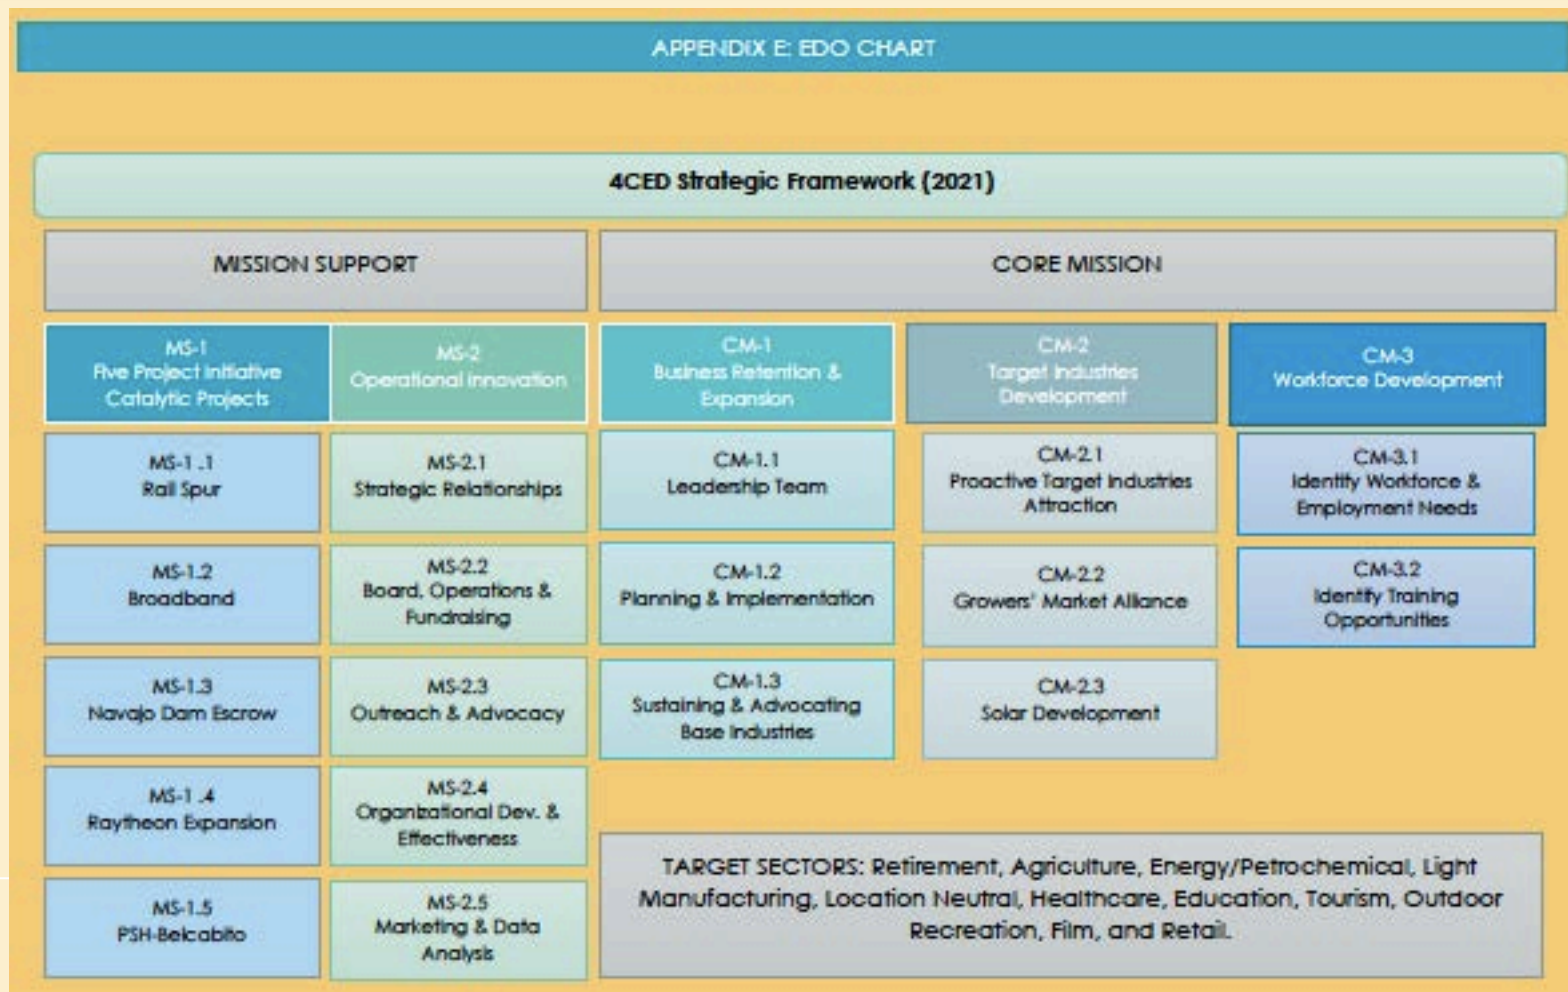 APPENDIX E: EDO CHART
4CED Strategic Framework (2021)
MISSION SUPPORT
CORE MISSION
MS-1
Five Project Initiative
Catalytic Projects
MS-2
Operational Innovation
CM-1
Business Retention &
Expansion
CM-2
Target Industries
Development
CM-3
Workforce Development
MS-1 .1
Rail Spur
MS-2.1
Strategic Relationships
CM-1.1
Leadership Team
CM-2.1
Proactive Target Industries
Attraction
CM-3.1
Identify Workforce &
Employment Needs
MS-1.2
Broadband
MS-2.2
Board, Operations &
Fundraising
CM-1.2
Planning & Implementation
CM-2.2
Growers' Market Alliance
CM-3.2
Identify Training
Opportunities
MS-1.3
Navajo Dam Escrow
MS-2.3
Outreach & Advocacy
CM-1.3
Sustaining & Advocating
Base Industries
CM-2.3
Solar Development
MS-1 .4
Raytheon Expansion
MS-2.4
Organizational Dev. &
Effectiveness
MS-1.5
PSH-Belcabito
MS-2.5
Marketing & Data
Analysis
TARGET SECTORS: Retirement, Agriculture, Energy/Petrochemical, Light
Manufacturing, Location Neutral, Healthcare, Education, Tourism, Outdoor
Recreation, Film, and Retail.